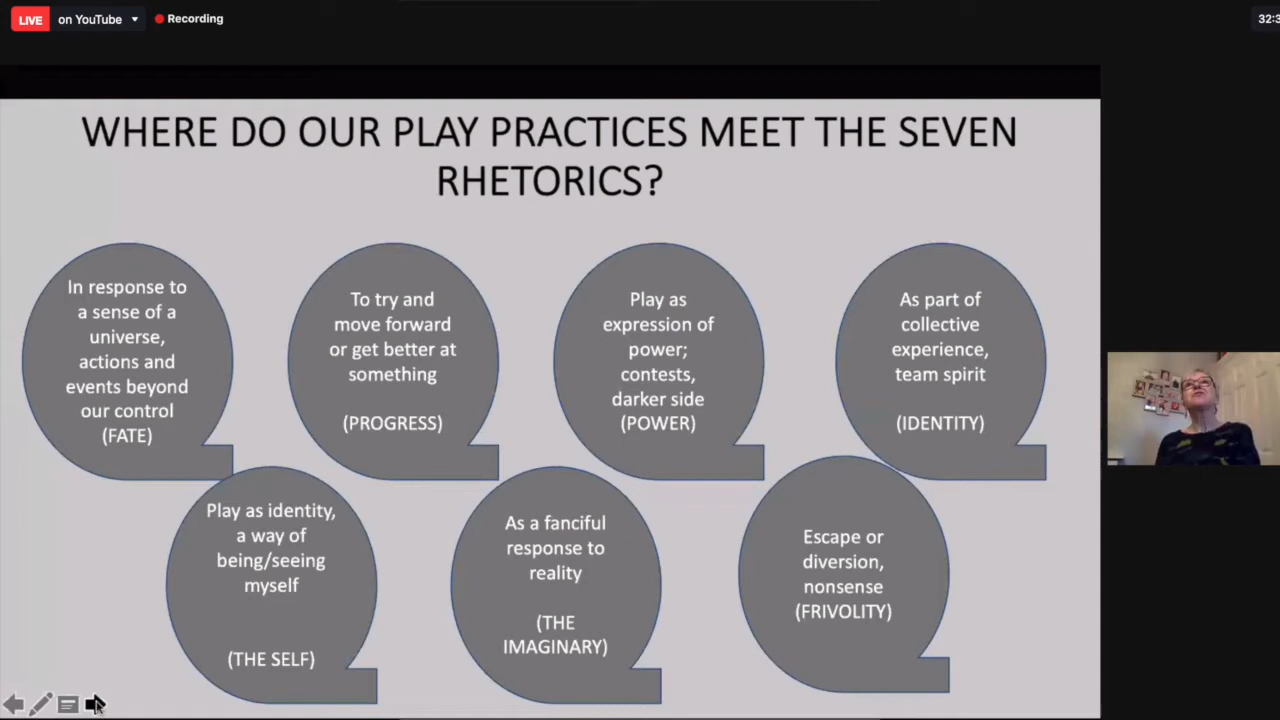 LIVE on YouTube Recording
32:3
WHERE DO OUR PLAY PRACTICES MEET THE SEVEN
RHETORICS?
In response to
a sense of a
universe,
actions and
events beyond
our control
(FATE)
To try and
move forward
or get better at
something
(PROGRESS)
Play as
expression of
power;
contests,
darker side
(POWER)
As part of
collective
experience,
team spirit
(IDENTITY)
Play as identity,
a way of
being/seeing
myself
(THE SELF)
As a fanciful
response to
reality
(THE
IMAGINARY)
Escape or
diversion,
nonsense
(FRIVOLITY)